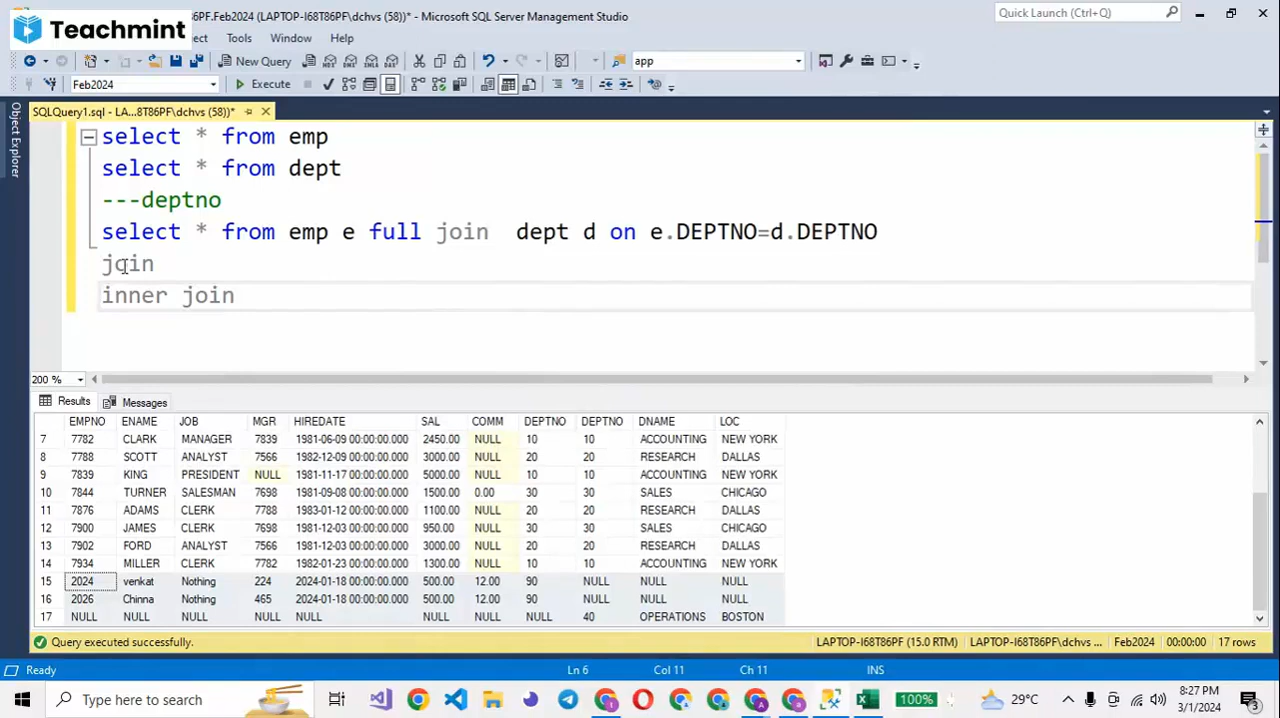 PF.Feb2024 (LAPTOP-I68T86PF\dchvs (58))* - Microsoft SQL Server Management Studio
Quick Launch (Ctrl+Q)
Teachmint
Tools Window Help
New Query
MDX DMX XMLA DAX
app
Feb2024
Execute
SQLQuery1.sql - LA...8T86PF\dchvs (58))*
Object Explorer
select * from emp
select * from dept
---deptno
select * from emp e full join dept d on e.DEPTNO=d.DEPTNO
join
inner join
200 %
Results Messages
EMPNO ENAME JOB MGR HIREDATE SAL COMM DEPTNO DEPTNO DNAME LOC
7 7782 CLARK MANAGER 7839 1981-06-09 00:00:00.000 2450.00 NULL 10 10 ACCOUNTING NEW YORK
8 7788 SCOTT ANALYST 7566 1982-12-09 00:00:00.000 3000.00 NULL 20 20 RESEARCH DALLAS
9 7839 KING PRESIDENT NULL 1981-11-17 00:00:00.000 5000.00 NULL 10 10 ACCOUNTING NEW YORK
10 7844 TURNER SALESMAN 7698 1981-09-08 00:00:00.000 1500.00 0.00 30 30 SALES CHICAGO
11 7876 ADAMS CLERK 7788 1983-01-12 00:00:00.000 1100.00 NULL 20 20 RESEARCH DALLAS
12 7900 JAMES CLERK 7698 1981-12-03 00:00:00.000 950.00 NULL 30 30 SALES CHICAGO
13 7902 FORD ANALYST 7566 1981-12-03 00:00:00.000 3000.00 NULL 20 20 RESEARCH DALLAS
14 7934 MILLER CLERK 7782 1982-01-23 00:00:00.000 1300.00 NULL 10 10 ACCOUNTING NEW YORK
15 2024 venkat Nothing 224 2024-01-18 00:00:00.000 500.00 12.00 90 NULL NULL NULL
16 2026 Chinna Nothing 465 2024-01-18 00:00:00.000 500.00 12.00 90 NULL NULL NULL
17 NULL NULL NULL NULL NULL NULL NULL NULL 40 OPERATIONS BOSTON
Query executed successfully.
LAPTOP-I68T86PF (15.0 RTM) LAPTOP-I68T86PF\dchvs ... Feb2024 00:00:00 17 rows
Ready Ln 6 Col 11 Ch 11 INS
Type here to search
100%
29°C
8:27 PM
3/1/2024
3